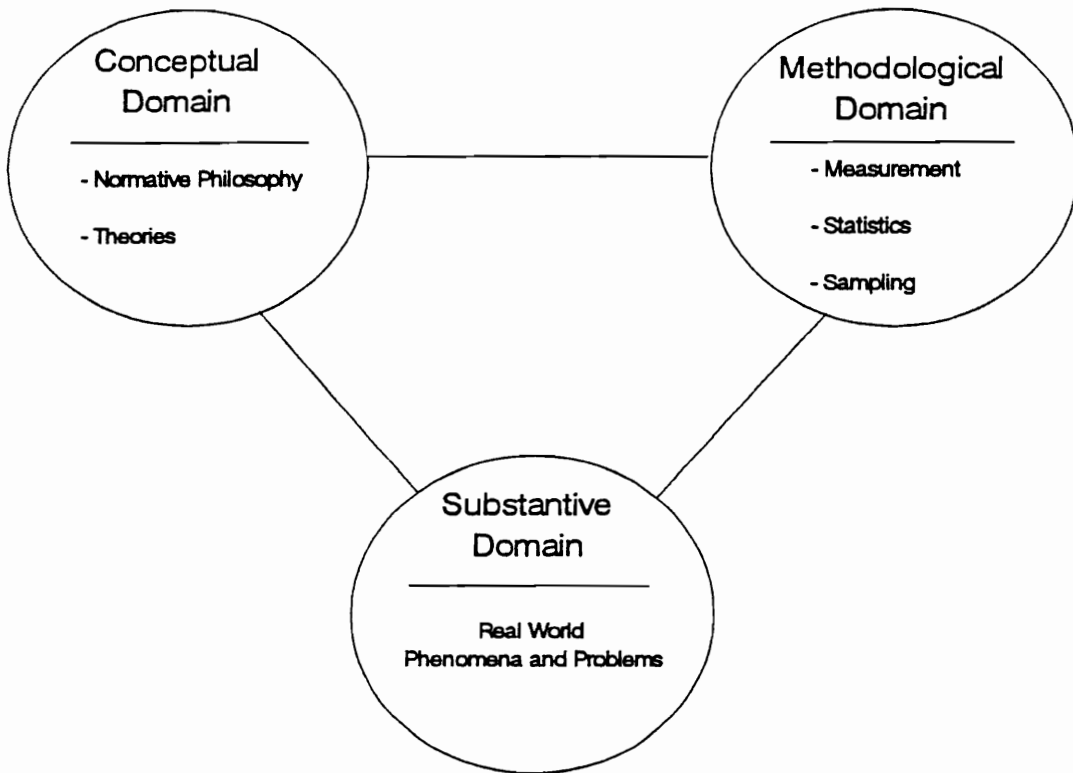 Conceptual
Domain
- Normative Philosophy
- Theories
Methodological
Domain
- Measurement
- Statistics
- Sampling
Substantive
Domain
Real World
Phenomena and Problems